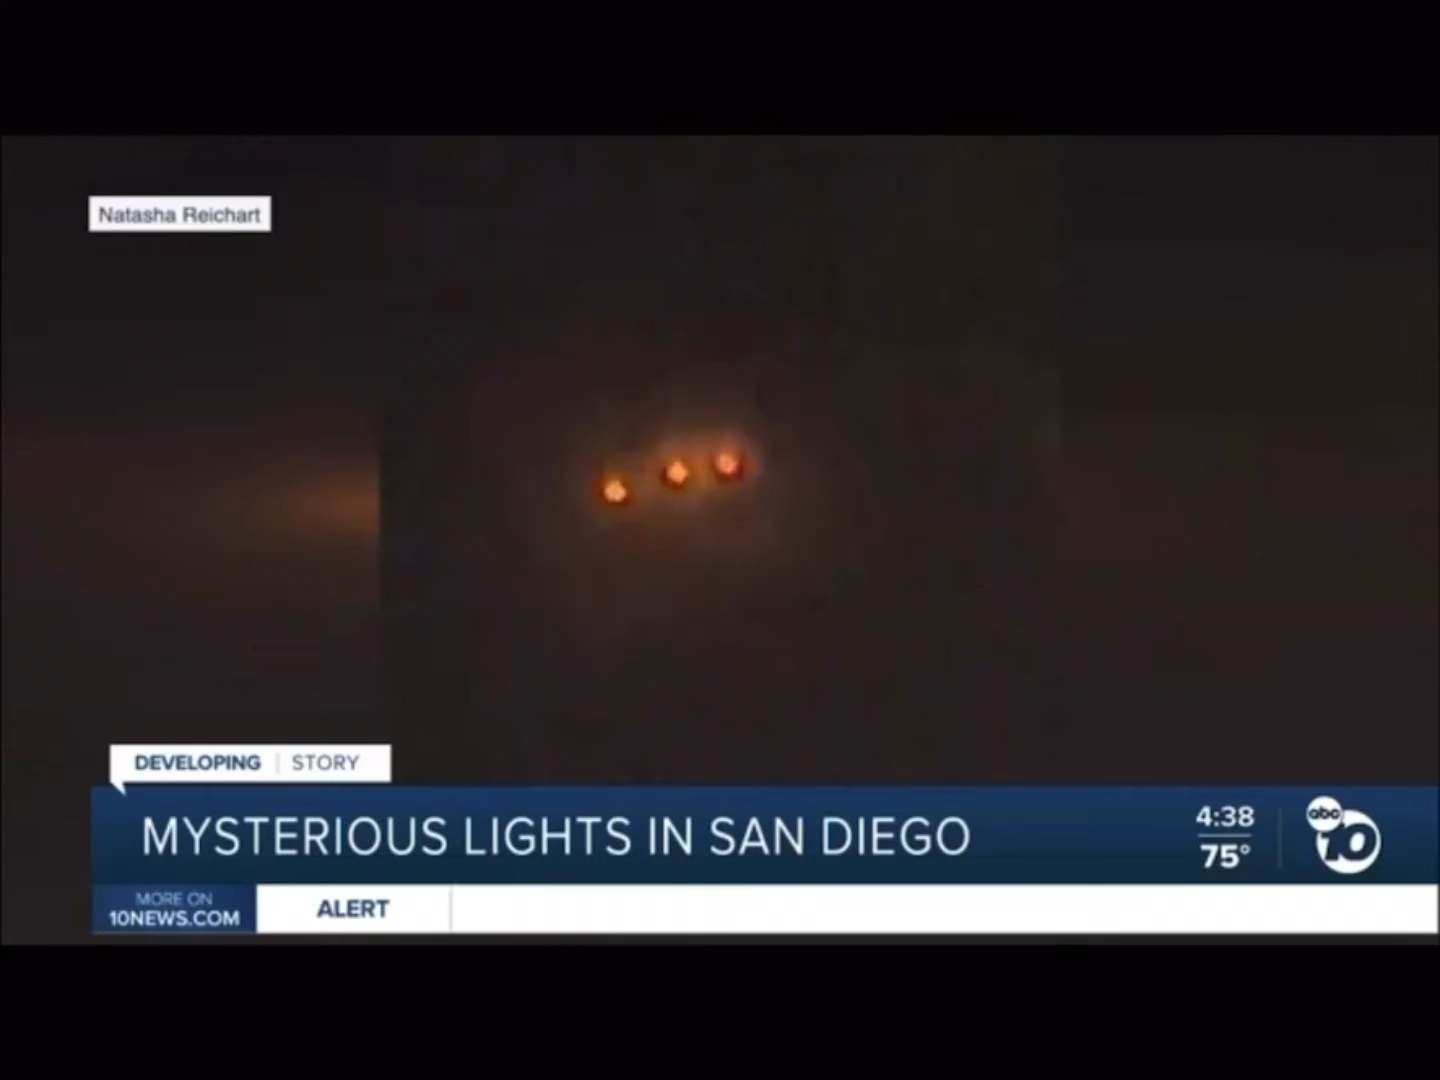 Natasha Reichart
DEVELOPING | STORY
MYSTERIOUS LIGHTS IN SAN DIEGO
4:38
75°
abc
10
MORE ON
10NEWS.COM
ALERT